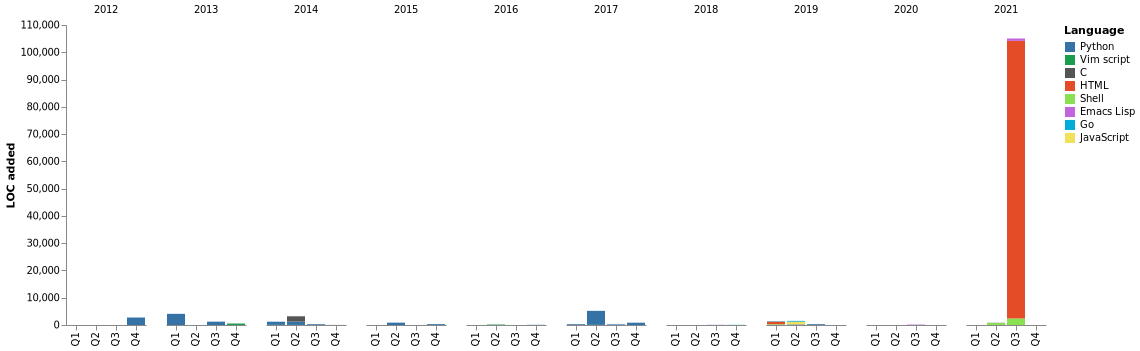 2012 2013 2014 2015 2016 2017 2018 2019 2020 2021
110,000
100,000
90,000
80,000
70,000
60,000
50,000
40,000
30,000
20,000
10,000
0
LOC added
Q1 Q2 Q3 Q4 Q1 Q2 Q3 Q4 Q1 Q2 Q3 Q4 Q1 Q2 Q3 Q4 Q1 Q2 Q3 Q4 Q1 Q2 Q3 Q4 Q1 Q2 Q3 Q4 Q1 Q2 Q3 Q4 Q1 Q2 Q3 Q4 Q1 Q2 Q3 Q4
Language
Python
Vim script
C
HTML
Shell
Emacs Lisp
Go
JavaScript